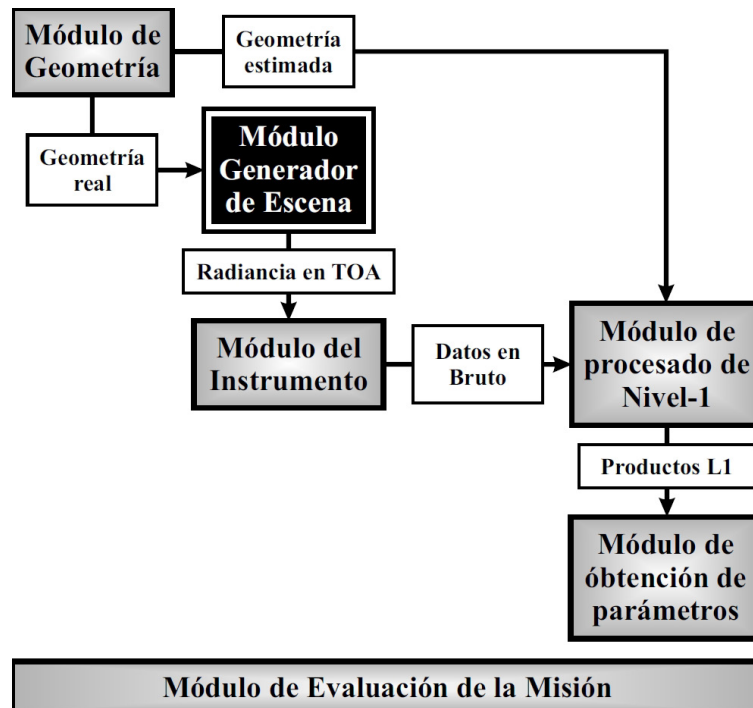 Módulo de
Geometría
Geometría
estimada
Geometría
real
Módulo
Generador
de Escena
Radiancia en TOA
Módulo del
Instrumento
Datos en
Bruto
Módulo de
procesado de
Nivel-1
Productos L1
Módulo de
óbtención de
parámetros
Módulo de Evaluación de la Misión